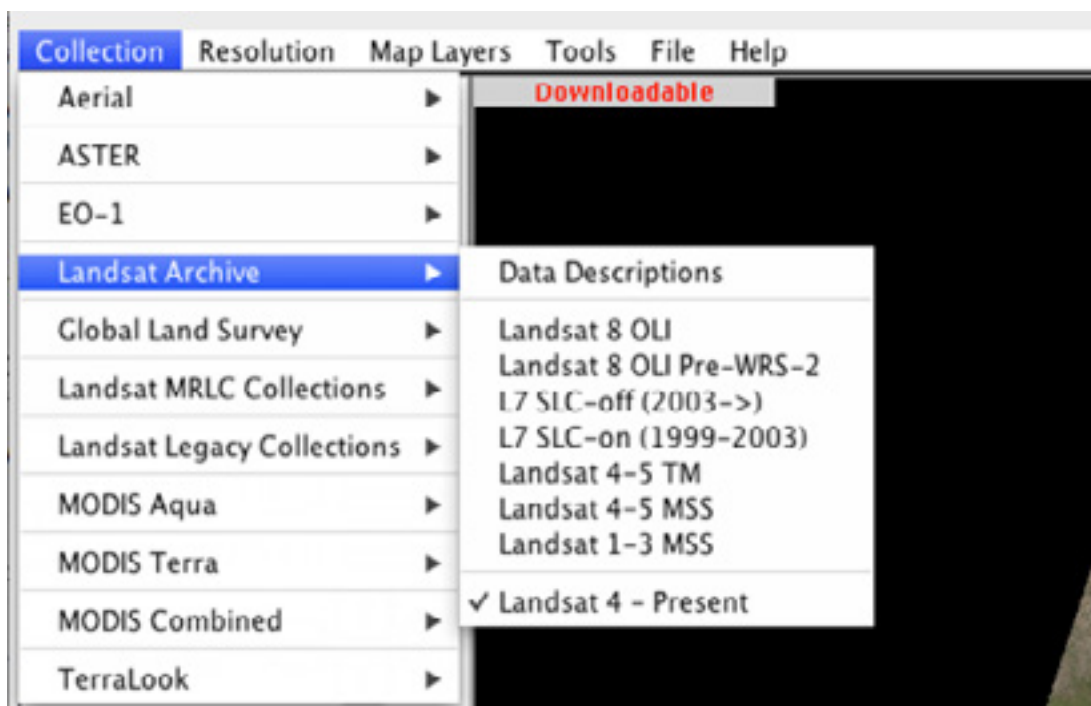 Collection Resolution Map Layers Tools File Help
Downloadable
Aerial
ASTER
EO-1
Landsat Archive
Global Land Survey
Landsat MRLC Collections
Landsat Legacy Collections
MODIS Aqua
MODIS Terra
MODIS Combined
TerraLook
Data Descriptions
Landsat 8 OLI
Landsat 8 OLI Pre-WRS-2
L7 SLC-off (2003->)
L7 SLC-on (1999-2003)
Landsat 4-5 TM
Landsat 4-5 MSS
Landsat 1-3 MSS
✓ Landsat 4 - Present